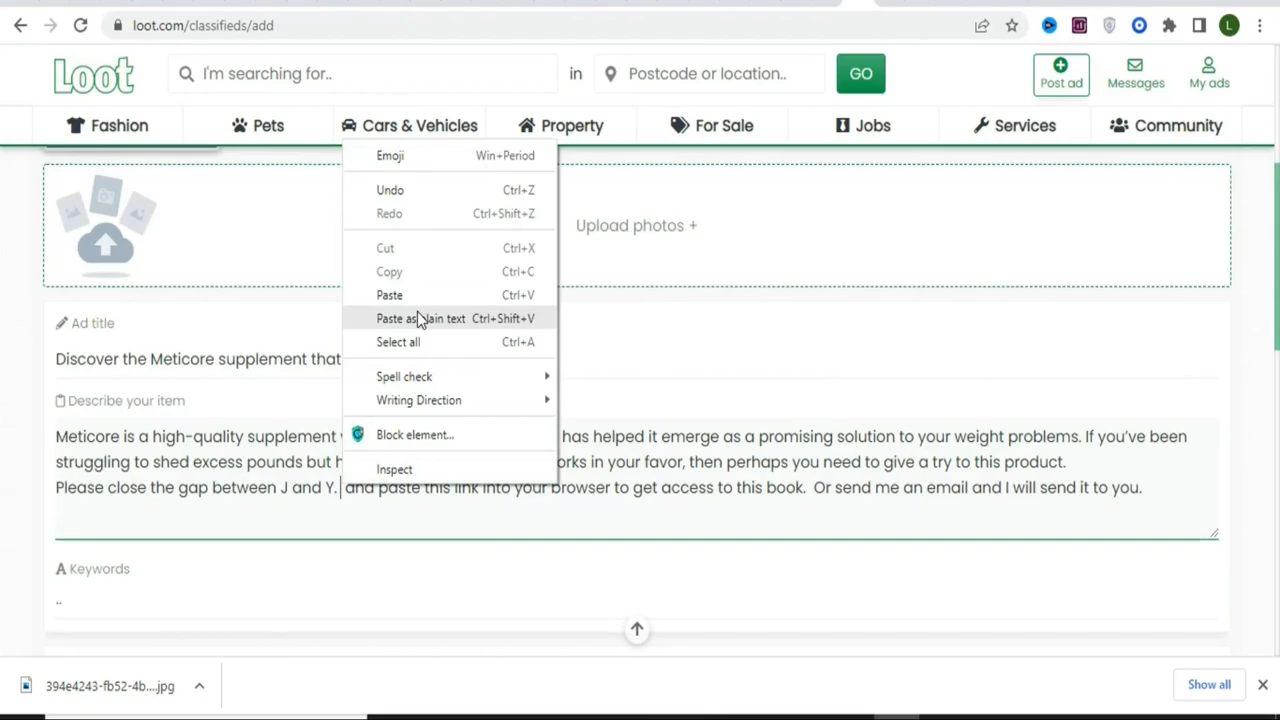 loot.com/classifieds/add
L
Loot
I'm searching for..
in
Postcode or location..
GO
Post ad
Messages
My ads
Fashion
Pets
Cars & Vehicles
Property
For Sale
Jobs
Services
Community
Emoji Win+Period
Undo Ctrl+Z
Redo Ctrl+Shift+Z
Cut Ctrl+X
Copy Ctrl+C
Paste Ctrl+V
Paste as plain text Ctrl+Shift+V
Select all Ctrl+A
Spell check
Writing Direction
Block element...
Inspect
Upload photos +
Ad title
Discover the Meticore supplement that
Describe your item
Meticore is a high-quality supplement has helped it emerge as a promising solution to your weight problems. If you've been
struggling to shed excess pounds but in your favor, then perhaps you need to give a try to this product.
Please close the gap between J and Y. and paste this link into your browser to get access to this book. Or send me an email and I will send it to you.
A Keywords
..
394e4243-fb52-4b....jpg
Show all